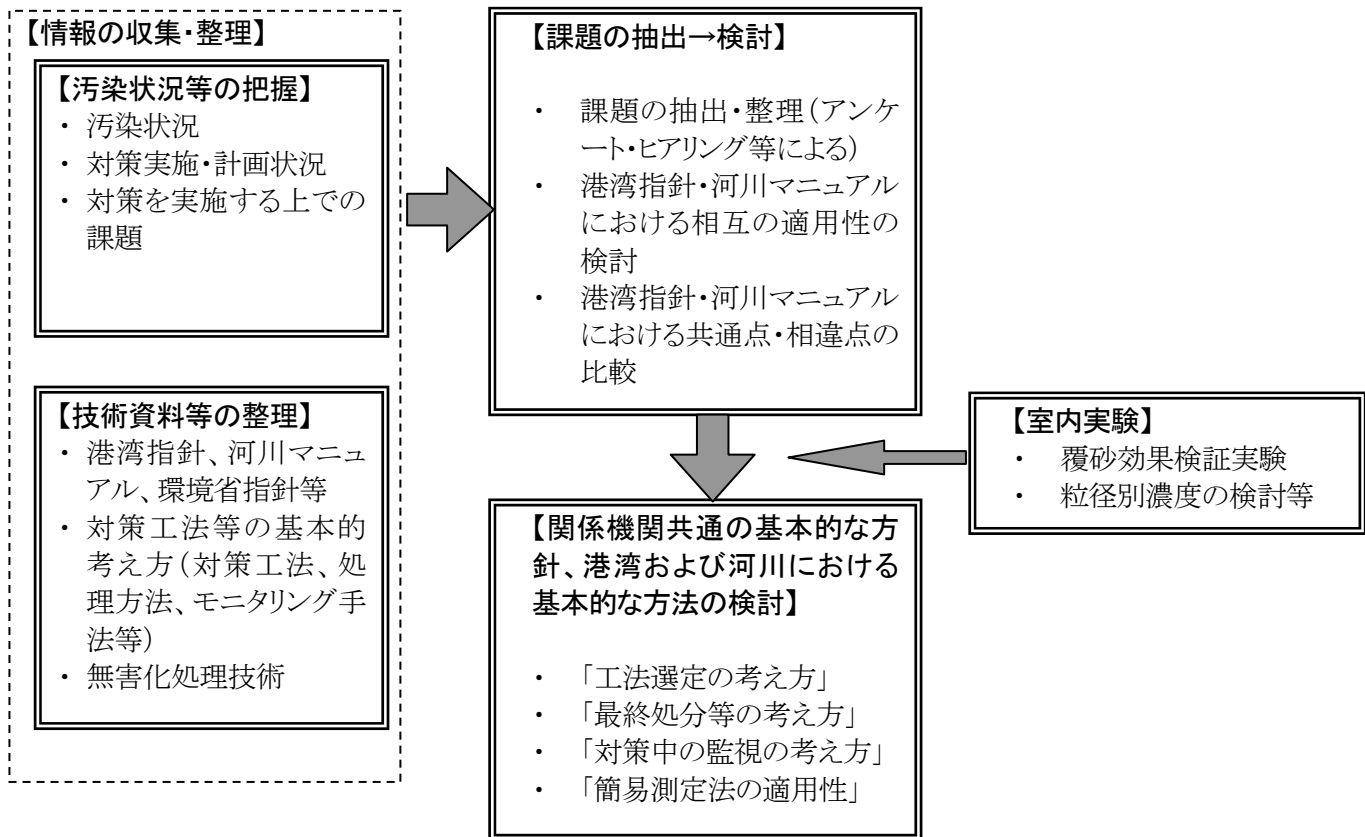 【情報の収集・整理】
【汚染状況等の把握】
・ 汚染状況
・ 対策実施・計画状況
・ 対策を実施する上での
課題
【技術資料等の整理】
・ 港湾指針、河川マニュ
アル、環境省指針等
・ 対策工法等の基本的
考え方(対策工法、処
理方法、モニタリング手
法等)
・ 無害化処理技術
【課題の抽出→検討】
・ 課題の抽出・整理(アンケ
ート・ヒアリング等による)
・ 港湾指針・河川マニュアル
における相互の適用性の
検討
・ 港湾指針・河川マニュアル
における共通点・相違点の
比較
【室内実験】
・ 覆砂効果検証実験
・ 粒径別濃度の検討等
【関係機関共通の基本的な方
針、港湾および河川における
基本的な方法の検討】
・ 「工法選定の考え方」
・ 「最終処分等の考え方」
・ 「対策中の監視の考え方」
・ 「簡易測定法の適用性」